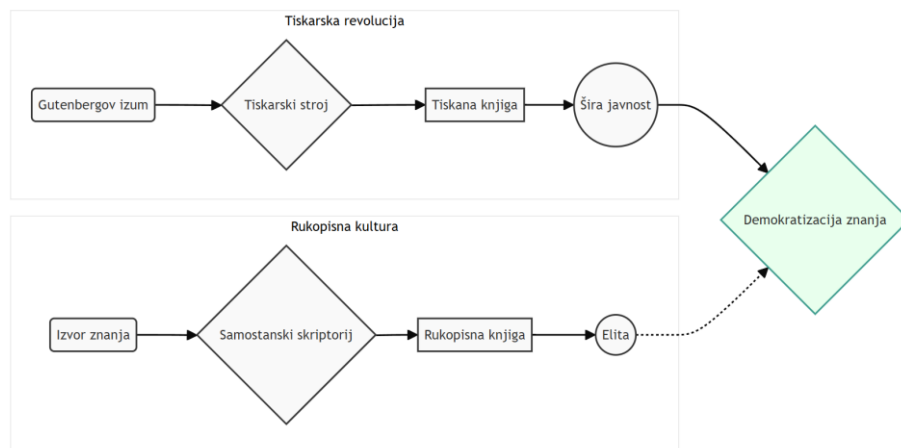 Tiskarska revolucija
Gutenbergov izum
Tiskarski stroj
Tiskana knjiga
Šira javnost
Demokratizacija znanja
Rukopisna kultura
Izvor znanja
Samostanski skriptorij
Rukopisna knjiga
Elita